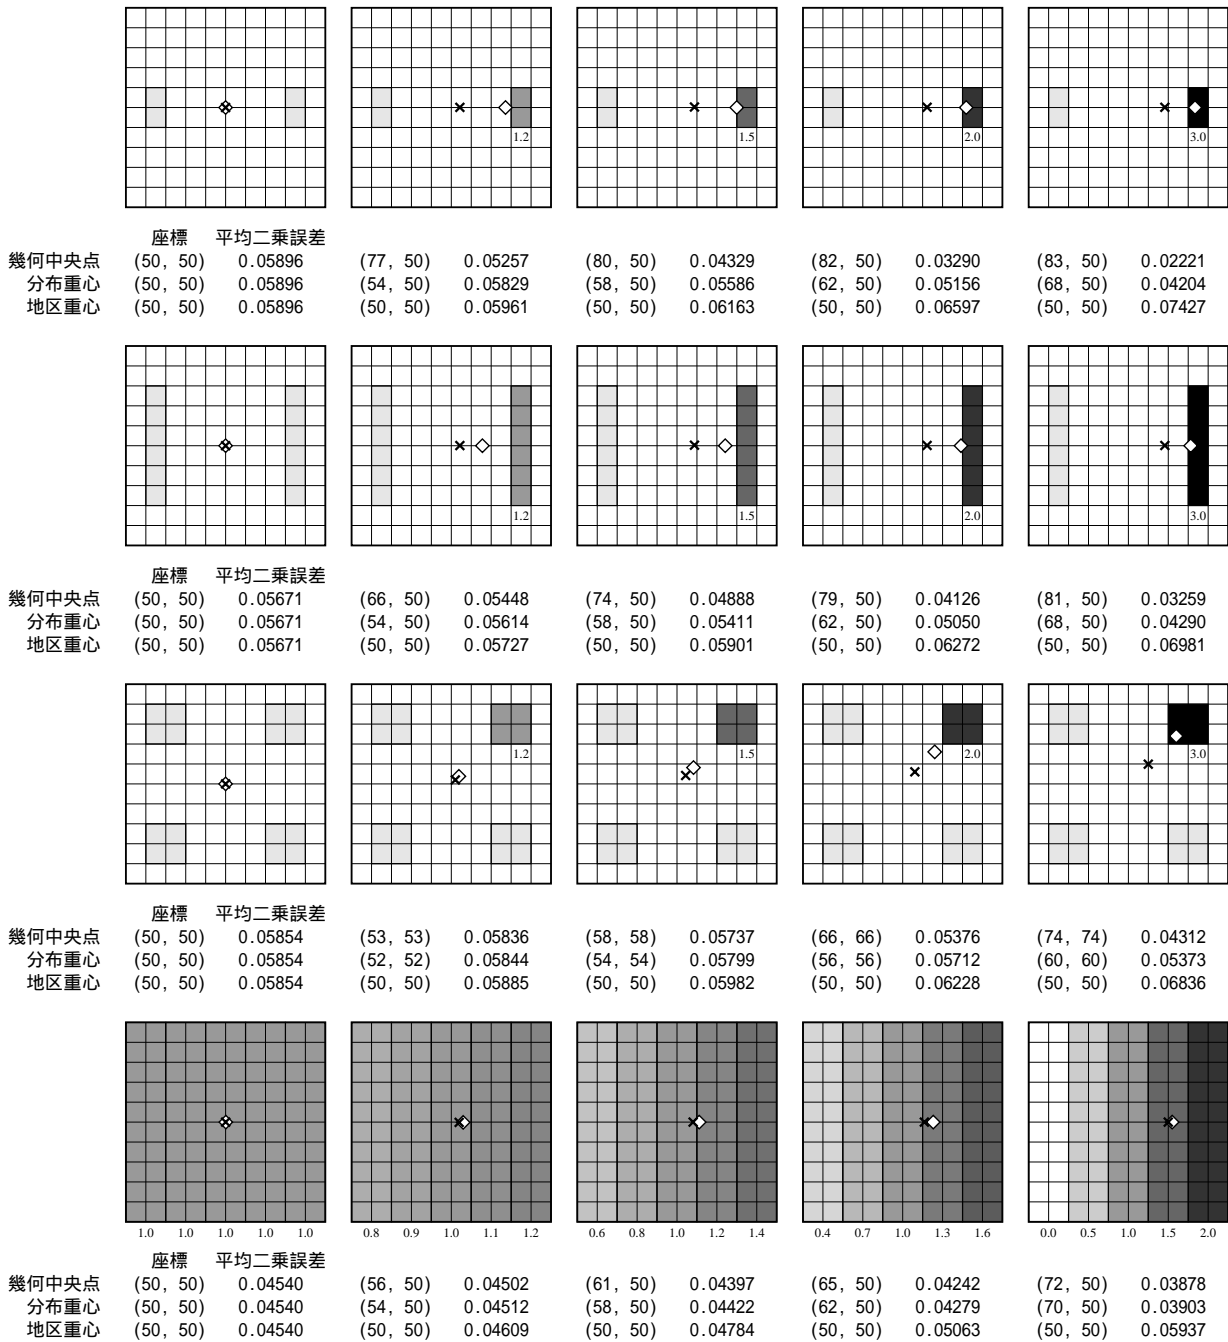 1.2 1.5 2.0 3.0
座標 平均二乗誤差
幾何中央点 (50, 50) 0.05896 (77, 50) 0.05257 (80, 50) 0.04329 (82, 50) 0.03290 (83, 50) 0.02221
分布重心 (50, 50) 0.05896 (54, 50) 0.05829 (58, 50) 0.05586 (62, 50) 0.05156 (68, 50) 0.04204
地区重心 (50, 50) 0.05896 (50, 50) 0.05961 (50, 50) 0.06163 (50, 50) 0.06597 (50, 50) 0.07427
1.2 1.5 2.0 3.0
座標 平均二乗誤差
幾何中央点 (50, 50) 0.05671 (66, 50) 0.05448 (74, 50) 0.04888 (79, 50) 0.04126 (81, 50) 0.03259
分布重心 (50, 50) 0.05671 (54, 50) 0.05614 (58, 50) 0.05411 (62, 50) 0.05050 (68, 50) 0.04290
地区重心 (50, 50) 0.05671 (50, 50) 0.05727 (50, 50) 0.05901 (50, 50) 0.06272 (50, 50) 0.06981
1.2 1.5 2.0 3.0
座標 平均二乗誤差
幾何中央点 (50, 50) 0.05854 (53, 53) 0.05836 (58, 58) 0.05737 (66, 66) 0.05376 (74, 74) 0.04312
分布重心 (50, 50) 0.05854 (52, 52) 0.05844 (54, 54) 0.05799 (56, 56) 0.05712 (60, 60) 0.05373
地区重心 (50, 50) 0.05854 (50, 50) 0.05885 (50, 50) 0.05982 (50, 50) 0.06228 (50, 50) 0.06836
1.0 1.0 1.0 1.0 1.0 0.8 0.9 1.0 1.1 1.2 0.6 0.8 1.0 1.2 1.4 0.4 0.7 1.0 1.3 1.6 0.0 0.5 1.0 1.5 2.0
座標 平均二乗誤差
幾何中央点 (50, 50) 0.04540 (56, 50) 0.04502 (61, 50) 0.04397 (65, 50) 0.04242 (72, 50) 0.03878
分布重心 (50, 50) 0.04540 (54, 50) 0.04512 (58, 50) 0.04422 (62, 50) 0.04279 (70, 50) 0.03903
地区重心 (50, 50) 0.04540 (50, 50) 0.04609 (50, 50) 0.04784 (50, 50) 0.05063 (50, 50) 0.05937